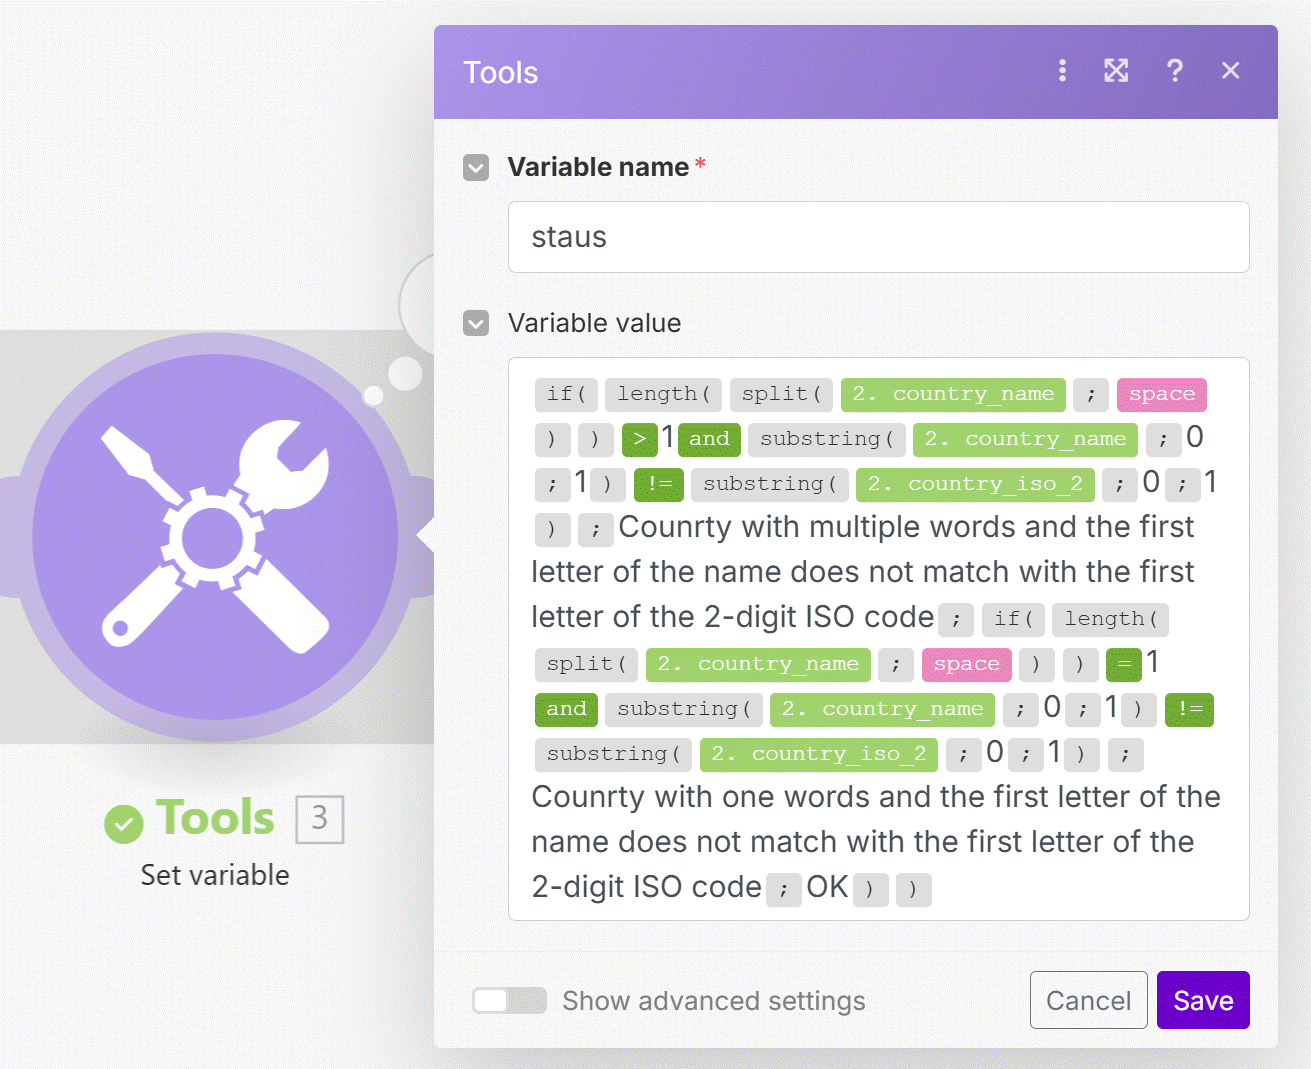 Tools
?
Variable name *
staus
Variable value
if( length( split( 2. country_name ; space
) ) > 1 and substring( 2. country_name ; 0
; 1 ) != substring( 2. country_iso_2 ; 0 ; 1
) ; Counrty with multiple words and the first
letter of the name does not match with the first
letter of the 2-digit ISO code ; if( length(
split( 2. country_name ; space ) ) = 1
and substring( 2. country_name ; 0 ; 1 ) !=
substring( 2. country_iso_2 ; 0 ; 1 ) ;
Counrty with one words and the first letter of the
name does not match with the first letter of the
2-digit ISO code ; OK ) )
Show advanced settings
Cancel
Save
Tools 3
Set variable